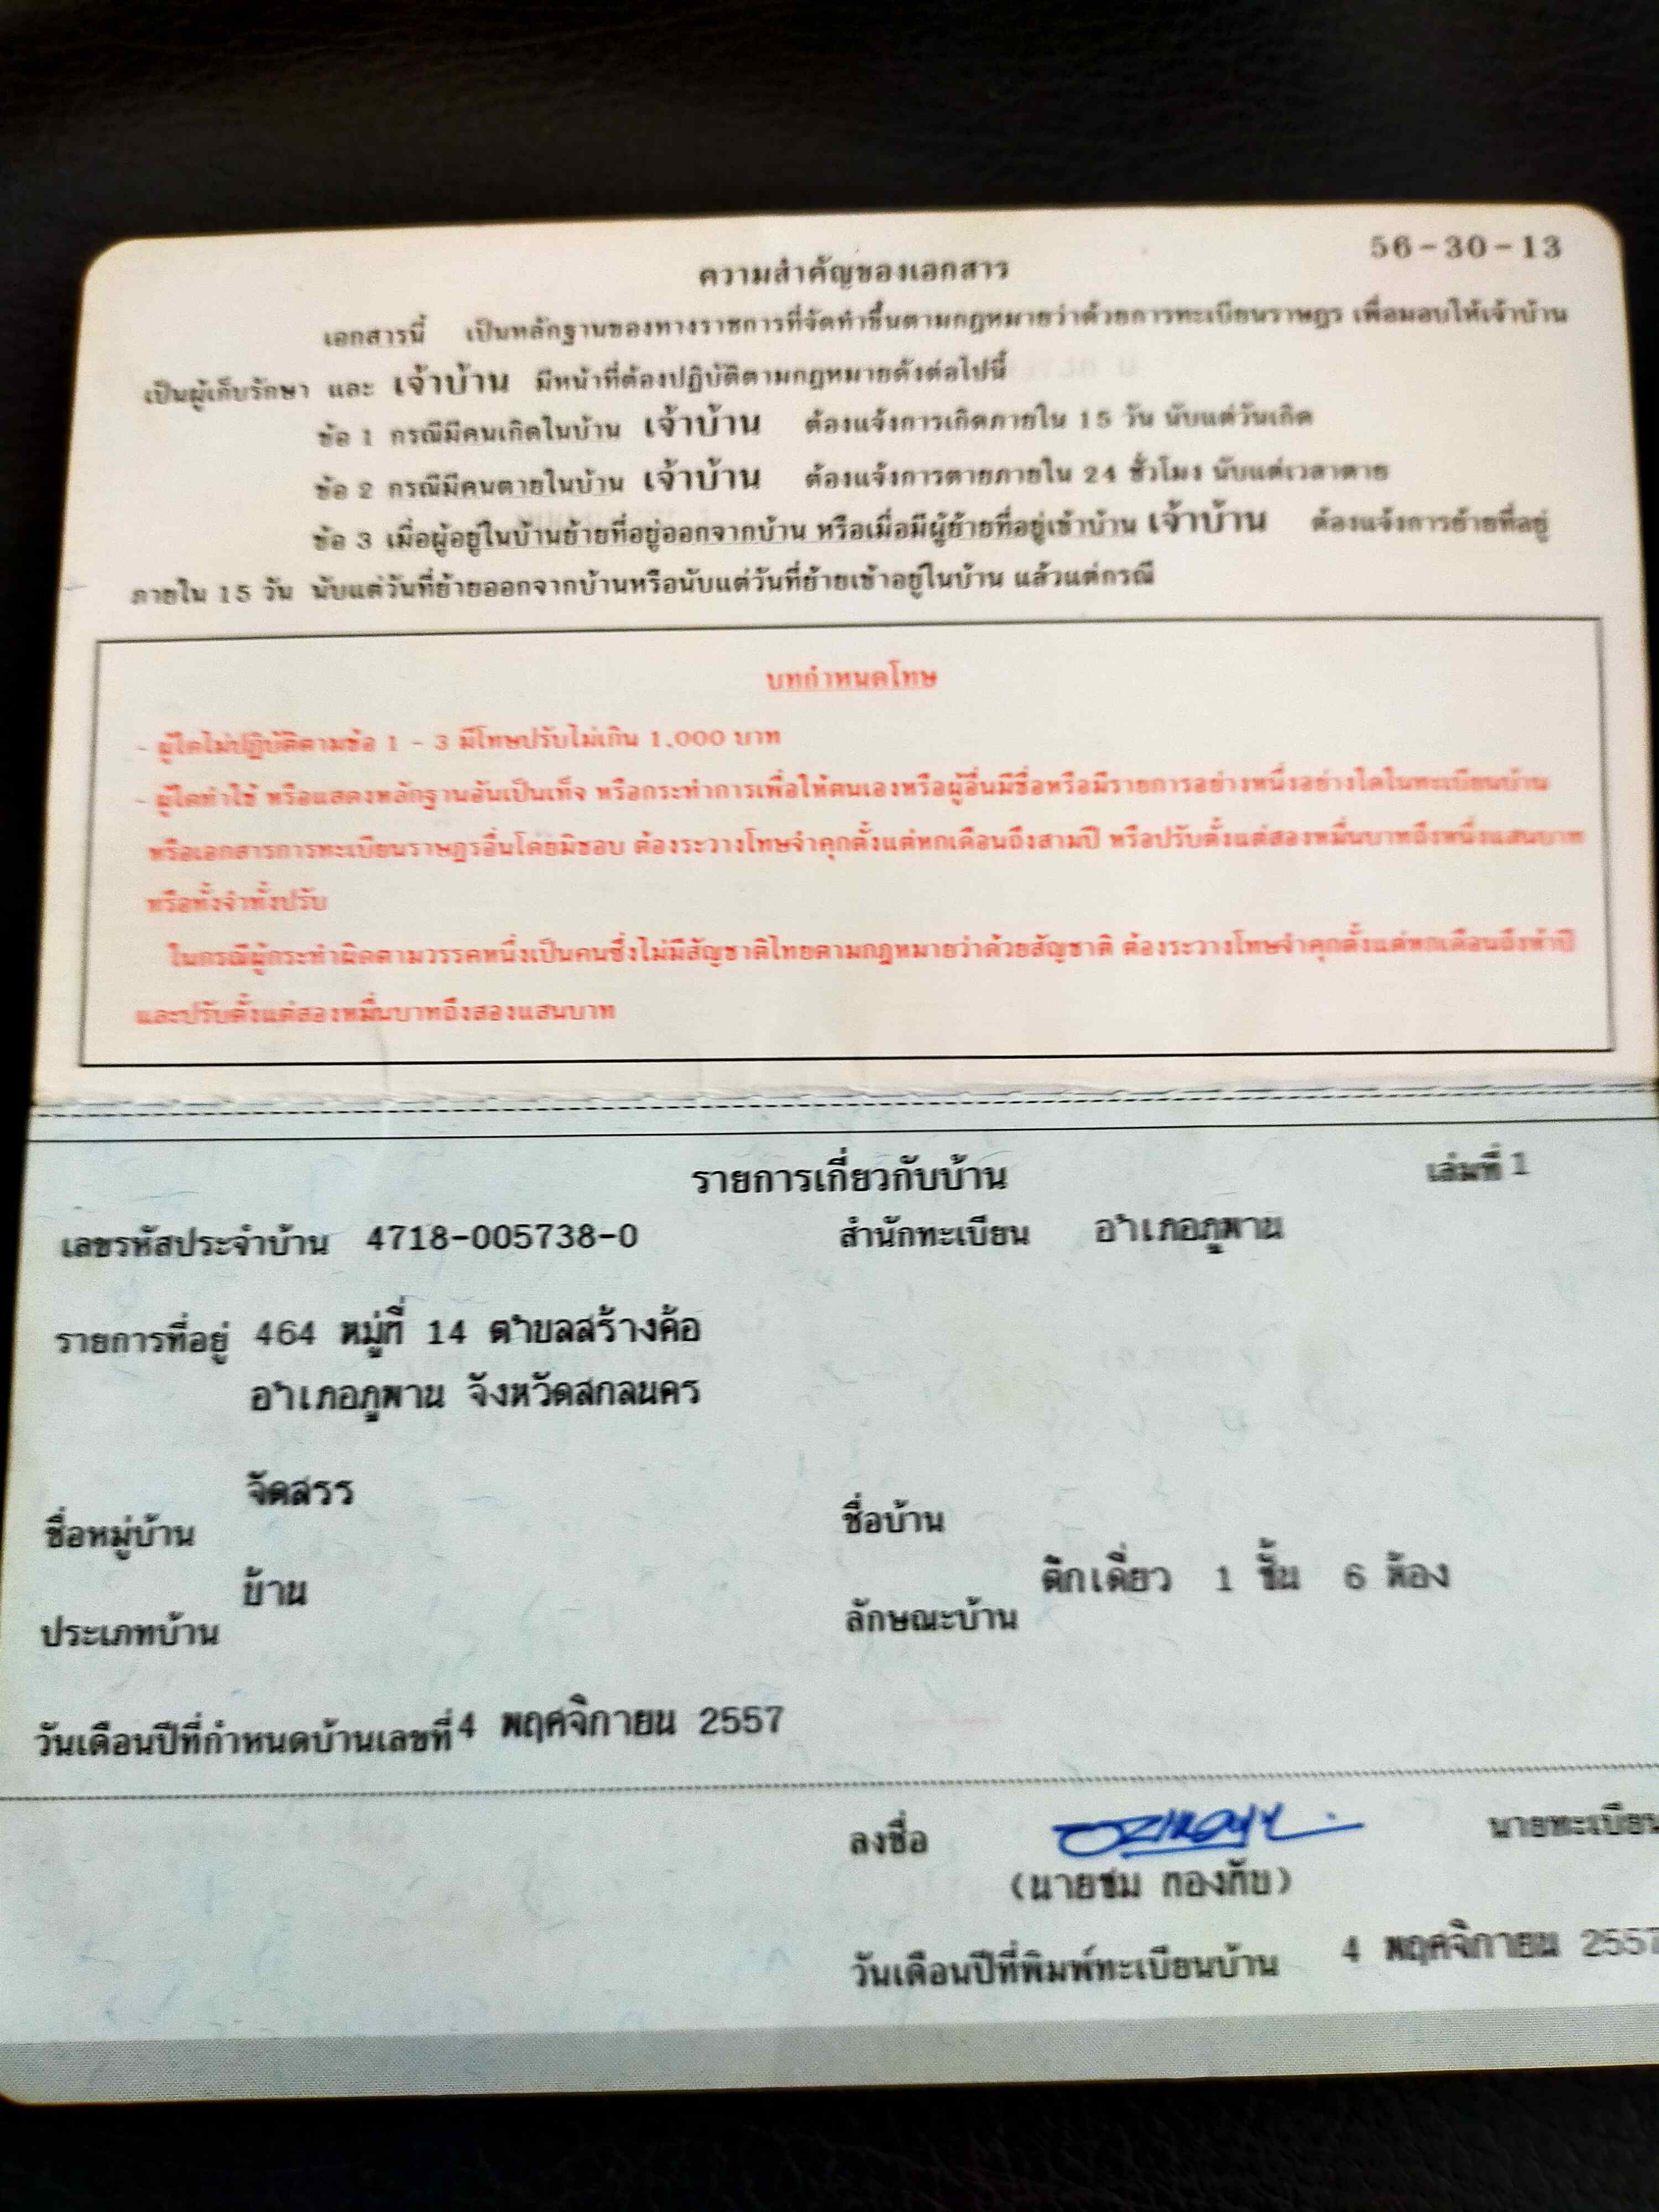 56-30-13
ความสำคัญของเอกสาร
เอกสารนี้ เป็นหลักฐานของทางราชการที่จัดทำขึ้นตามกฎหมายว่าด้วยการทะเบียนราษฎร เพื่อมอบให้เจ้าบ้าน
เป็นผู้เก็บรักษา และ เจ้าบ้าน มีหน้าที่ต้องปฏิบัติตามกฎหมายดังต่อไปนี้
ข้อ 1 กรณีมีคนเกิดในบ้าน เจ้าบ้าน ต้องแจ้งการเกิดภายใน 15 วัน นับแต่วันเกิด
ข้อ 2 กรณีมีคนตายในบ้าน เจ้าบ้าน ต้องแจ้งการตายภายใน 24 ชั่วโมง นับแต่เวลาตาย
ข้อ 3 เมื่อผู้อยู่ในบ้านย้ายที่อยู่ออกจากบ้าน หรือเมื่อมีผู้ย้ายที่อยู่เข้าบ้าน เจ้าบ้าน ต้องแจ้งการย้ายที่อยู่
ภายใน 15 วัน นับแต่วันที่ย้ายออกจากบ้านหรือนับแต่วันที่ย้ายเข้าอยู่ในบ้าน แล้วแต่กรณี
บทกำหนดโทษ
- ผู้ใดไม่ปฏิบัติตามข้อ 1 - 3 มีโทษปรับไม่เกิน 1,000 บาท
- ผู้ใดทำใช้ หรือแสดงหลักฐานอันเป็นเท็จ หรือกระทำการเพื่อให้ตนเองหรือผู้อื่นมีชื่อหรือมีรายการอย่างหนึ่งอย่างใดในทะเบียนบ้าน
หรือเอกสารการทะเบียนราษฎรอื่นโดยมิชอบ ต้องระวางโทษจำคุกตั้งแต่หกเดือนถึงสามปี หรือปรับตั้งแต่สองหมื่นบาทถึงหนึ่งแสนบาท
หรือทั้งจำทั้งปรับ
ในกรณีผู้กระทำผิดตามวรรคหนึ่งเป็นคนซึ่งไม่มีสัญชาติไทยตามกฎหมายว่าด้วยสัญชาติ ต้องระวางโทษจำคุกตั้งแต่หกเดือนถึงห้าปี
และปรับตั้งแต่สองหมื่นบาทถึงสองแสนบาท
รายการเกี่ยวกับบ้าน เล่มที่ 1
เลขรหัสประจำบ้าน 4718-005738-0 สำนักทะเบียน อำเภอภูพาน
รายการที่อยู่ 464 หมู่ที่ 14 ตำบลสร้างค้อ
อำเภอภูพาน จังหวัดสกลนคร
ชื่อหมู่บ้าน จัดสรร ชื่อบ้าน
ประเภทบ้าน บ้าน ลักษณะบ้าน ตึกเดี่ยว 1 ชั้น 6 ห้อง
วันเดือนปีที่กำหนดบ้านเลขที่ 4 พฤศจิกายน 2557
ลงชื่อ นายทะเบียน
(นายชม
วันเดือนปีที่พิมพ์ทะเบียนบ้าน 4 พฤศจิกายน 2557